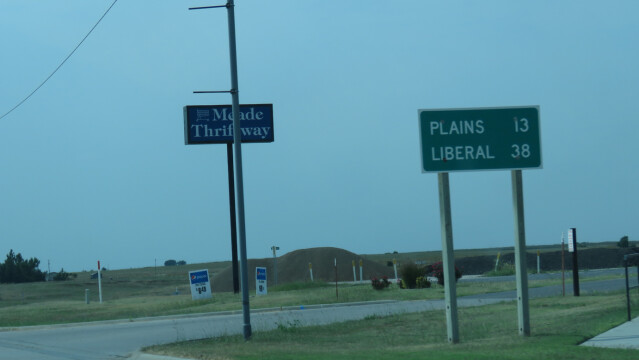 Meade
Thriftway
PLAINS 13
LIBERAL 38